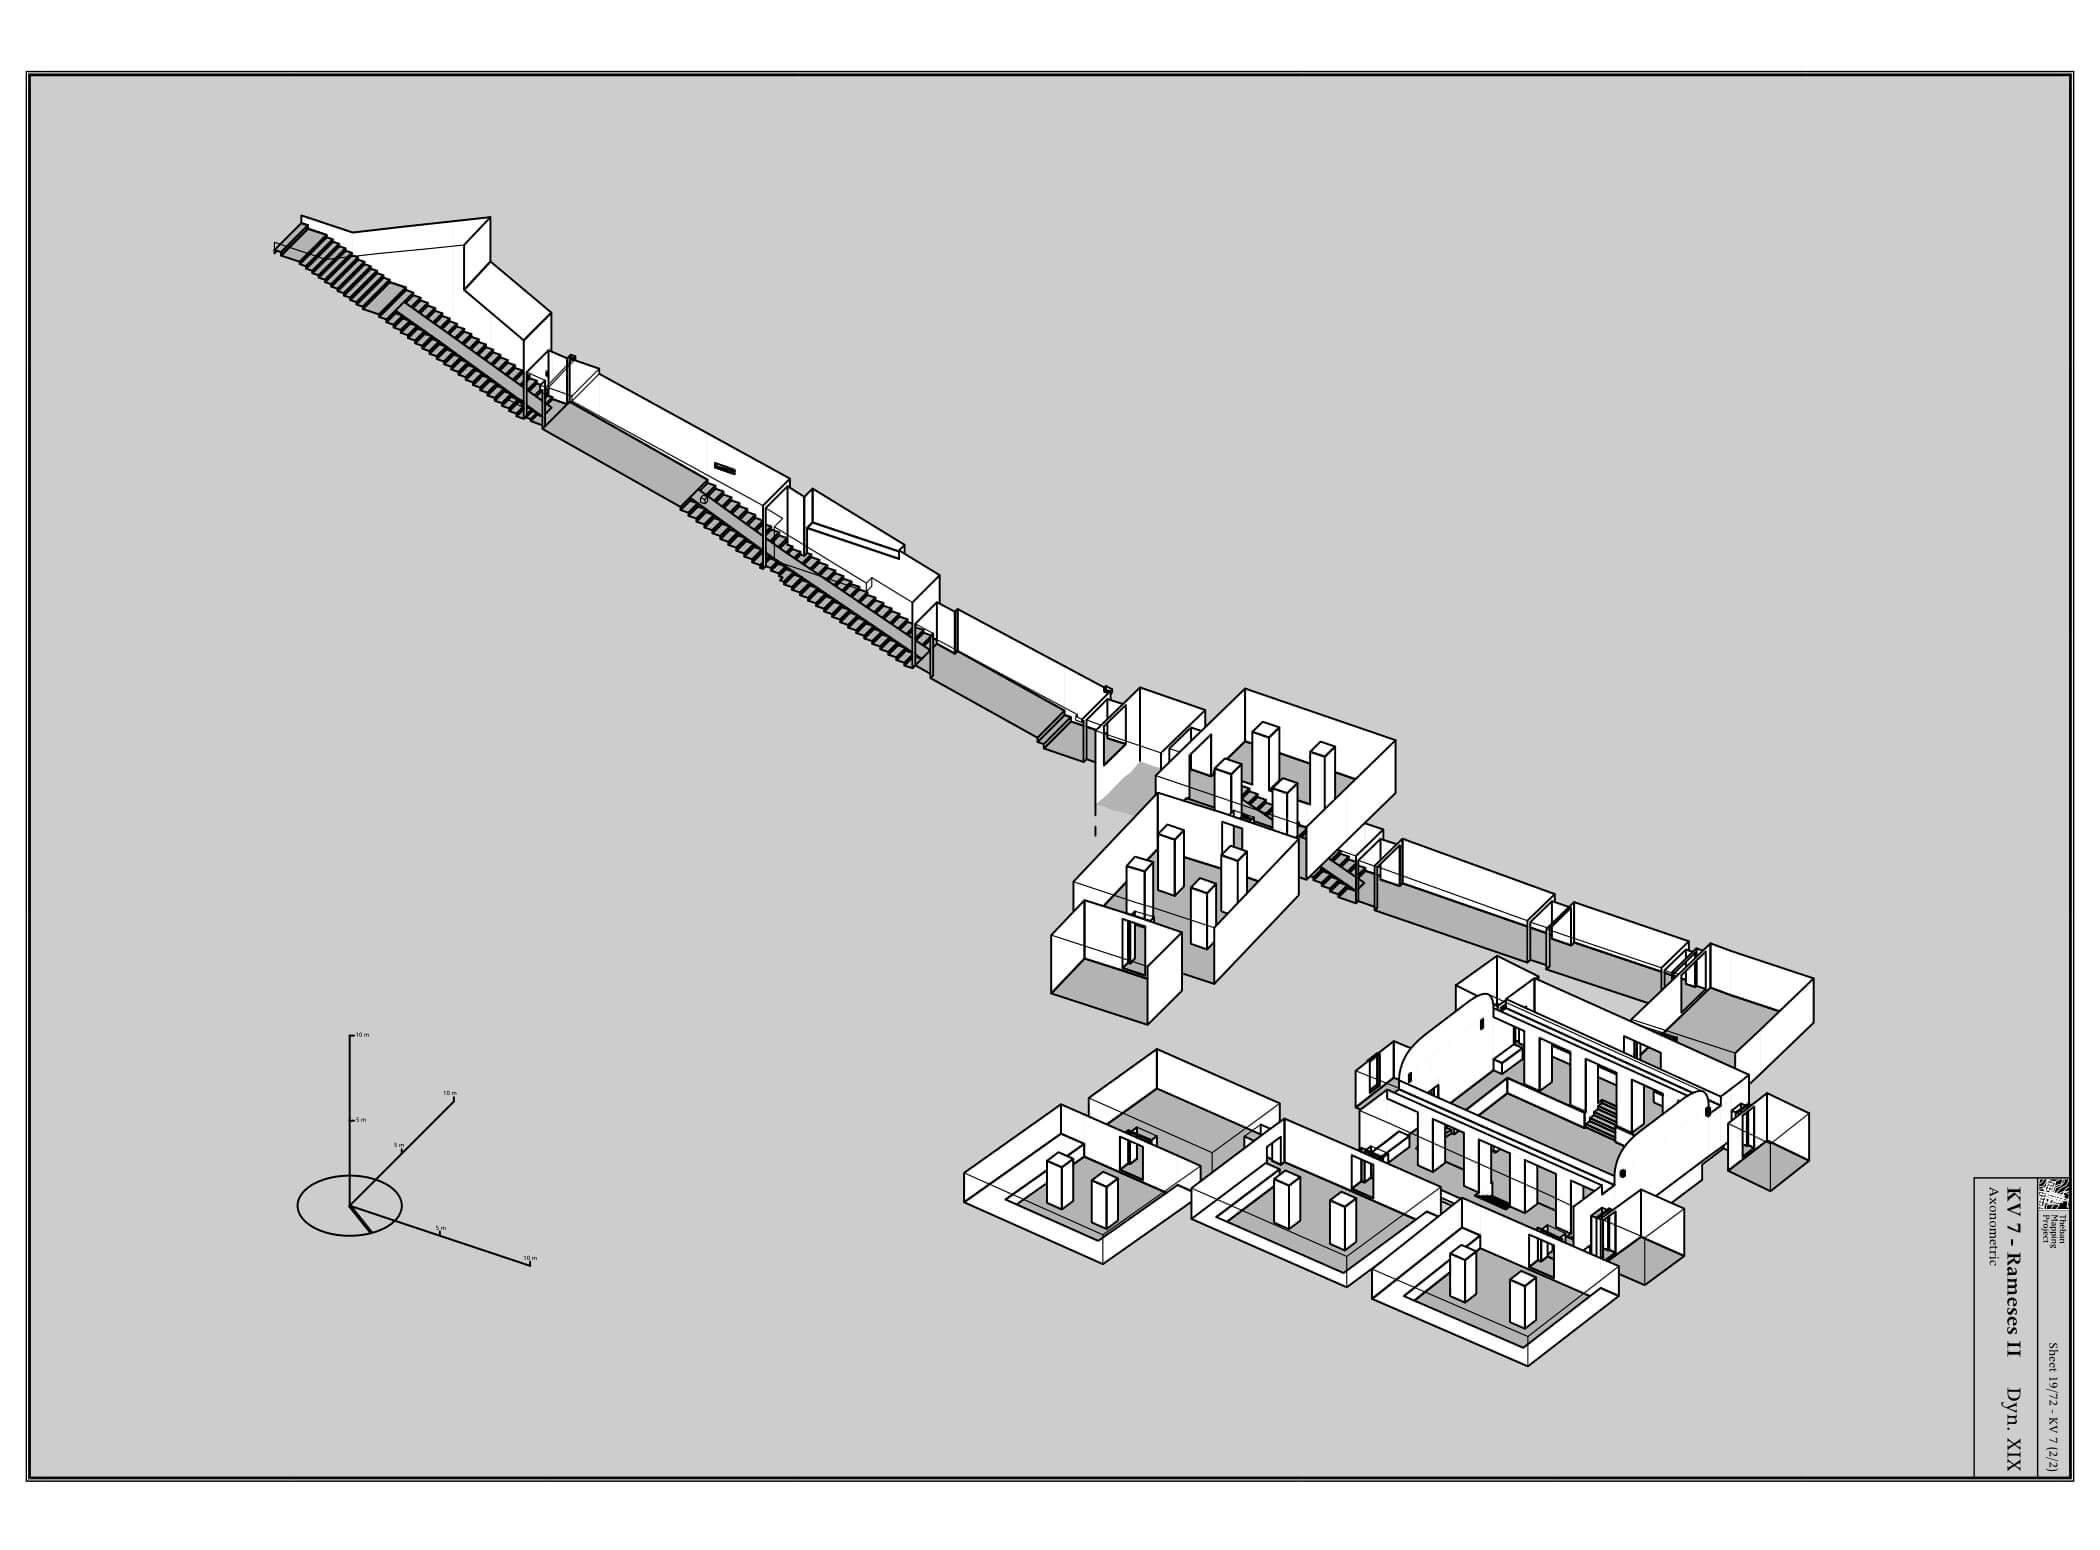 Theban
Mapping
Project
Sheet 19/72 - KV 7 (2/2)
KV 7 - Rameses II Dyn. XIX
Axonometric
10 m
5 m
10 m
5 m
5 m
10 m